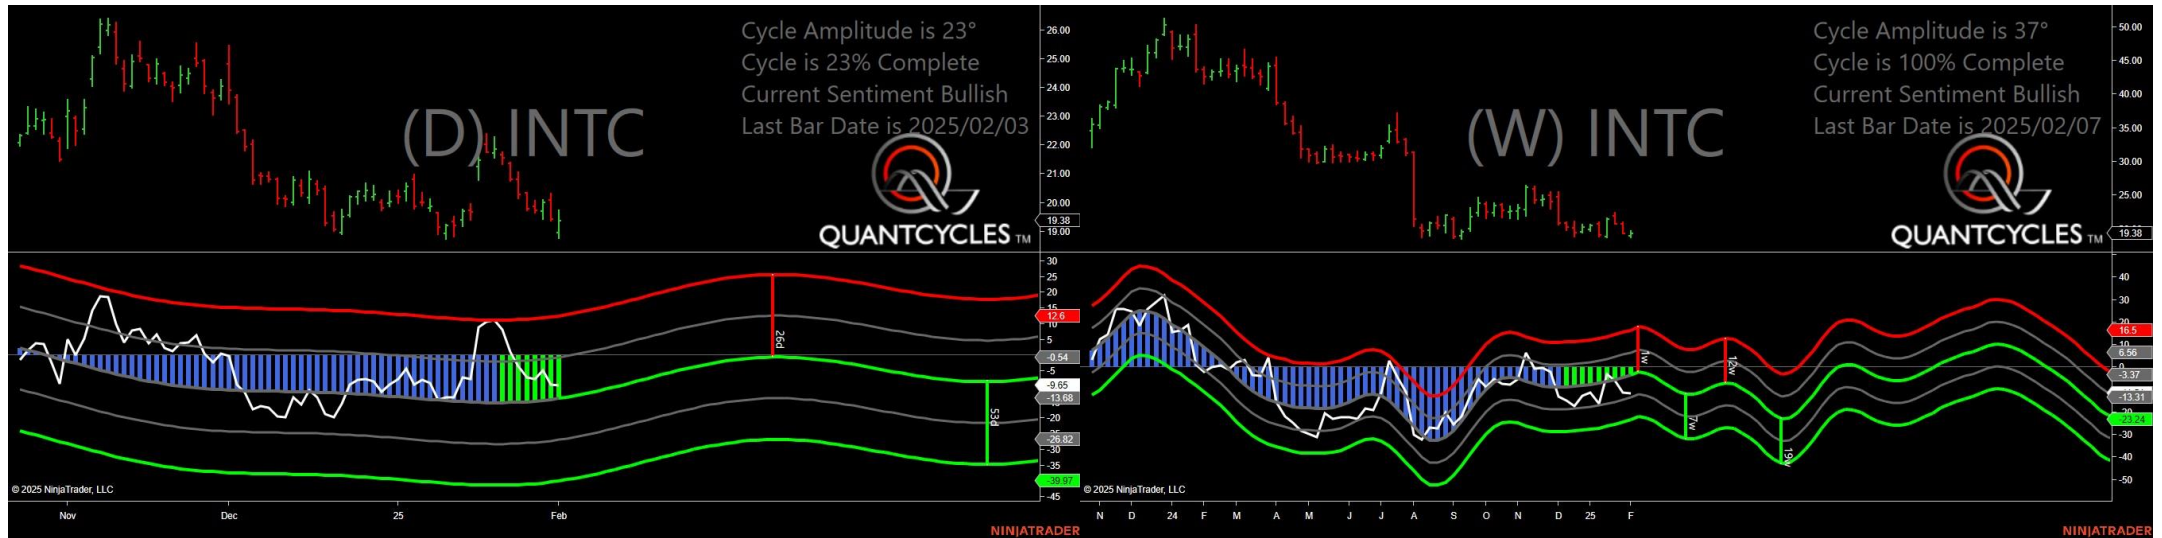 Cycle Amplitude is 23°
Cycle is 23% Complete
Current Sentiment Bullish
Last Bar Date is 2025/02/03
(D) INTC
QUANTCYCLES TM
26.00
25.00
24.00
23.00
22.00
21.00
20.00
19.38
19.00
30
25
20
15
12.6
10
5
-0.54
-5
-9.65
-13.68
-20
-26.82
-30
-35
-39.97
-45
26d
53d
© 2025 NinjaTrader, LLC
Nov Dec 25 Feb
NINJATRADER
Cycle Amplitude is 37°
Cycle is 100% Complete
Current Sentiment Bullish
Last Bar Date is 2025/02/07
(W) INTC
QUANTCYCLES TM
50.00
45.00
40.00
35.00
30.00
25.00
19.38
40
30
20
16.5
6.56
-3.37
-13.31
-23.24
-30
-40
-50
1w
12w
7w
19w
© 2025 NinjaTrader, LLC
N D 24 F M A M J J A S O N D 25 F
NINJATRADER